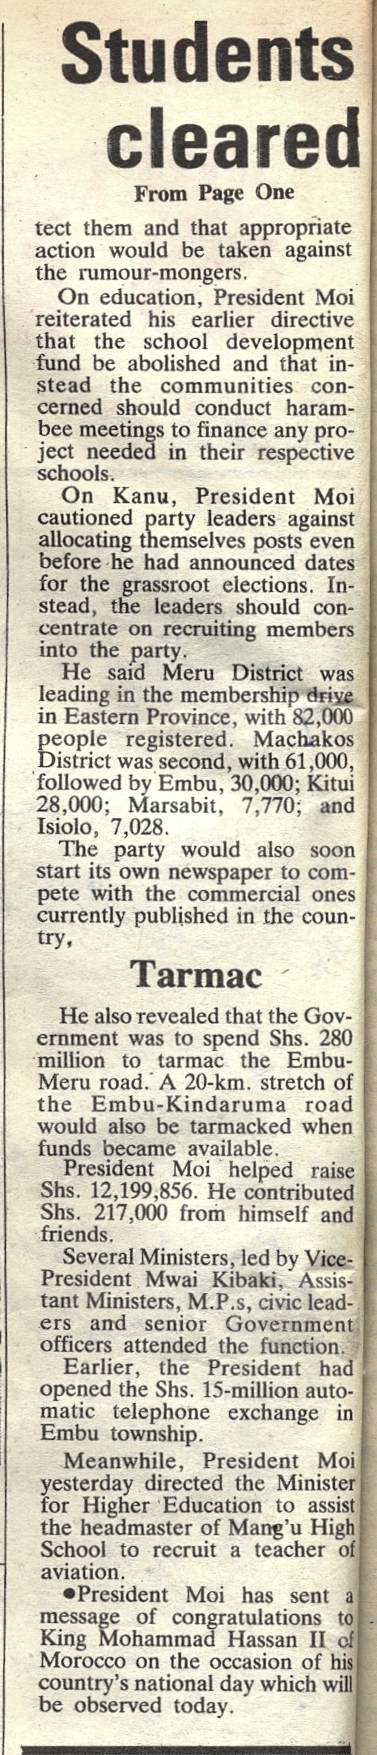 Students
cleared
From Page One
tect them and that appropriate
action would be taken against
the rumour-mongers.
On education, President Moi
reiterated his earlier directive
that the school development
fund be abolished and that in-
stead the communities con-
cerned should conduct haram-
bee meetings to finance any pro-
ject needed in their respective
schools.
On Kanu, President Moi
cautioned party leaders against
allocating themselves posts even
before he had announced dates
for the grassroot elections. In-
stead, the leaders should con-
centrate on recruiting members
into the party.
He said Meru District was
leading in the membership drive
in Eastern Province, with 82,000
people registered. Machakos
District was second, with 61,000,
followed by Embu, 30,000; Kitui
28,000; Marsabit, 7,770; and
Isiolo, 7,028.
The party would also soon
start its own newspaper to com-
pete with the commercial ones
currently published in the coun-
try,
Tarmac
He also revealed that the Gov-
ernment was to spend Shs. 280
million to tarmac the Embu-
Meru road. A 20-km. stretch of
the Embu-Kindaruma road
would also be tarmacked when
funds became available.
President Moi helped raise
Shs. 12,199,856. He contributed
Shs. 217,000 from himself and
friends.
Several Ministers, led by Vice-
President Mwai Kibaki, Assis-
tant Ministers, M.P.s, civic lead-
ers and senior Government
officers attended the function.
Earlier, the President had
opened the Shs. 15-million auto-
matic telephone exchange in
Embu township.
Meanwhile, President Moi
yesterday directed the Minister
for Higher Education to assist
the headmaster of Mang'u High
School to recruit a teacher of
aviation.
●President Moi has sent a
message of congratulations to
King Mohammad Hassan II of
Morocco on the occasion of his
country's national day which will
be observed today.